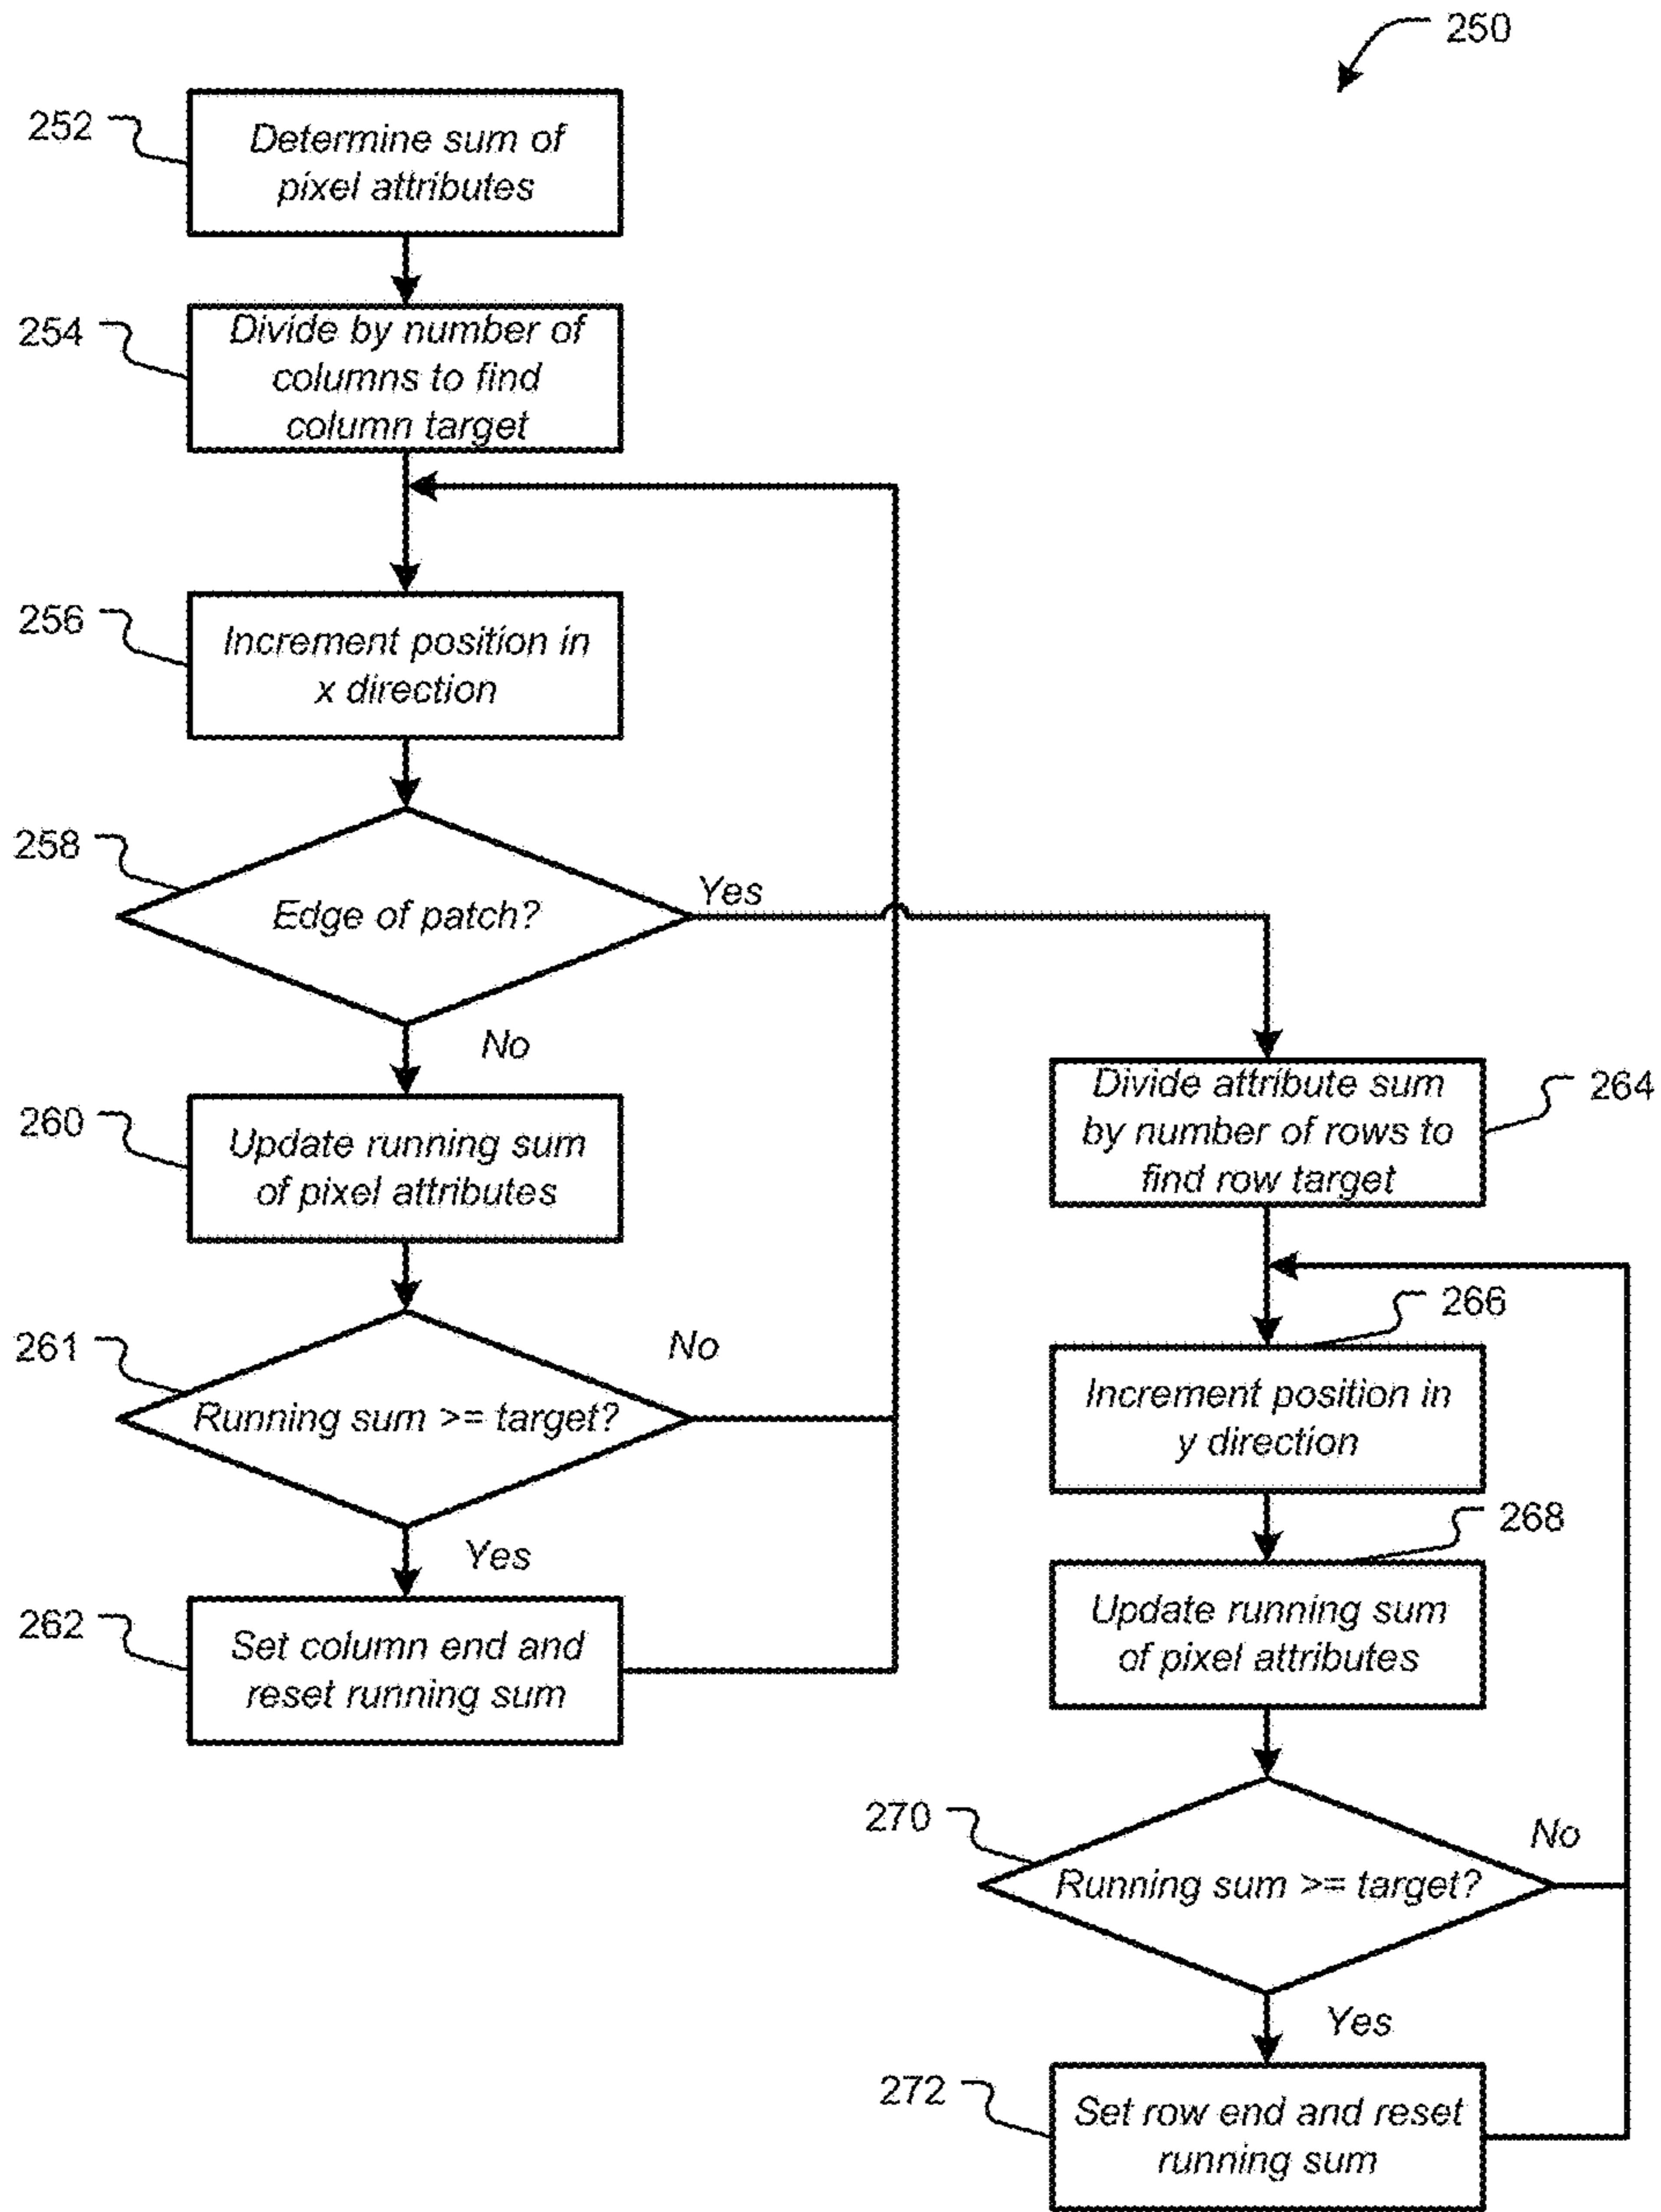 250
252
Determine sum of
pixel attributes
254
Divide by number of
columns to find
column target
256
Increment position in
x direction
258
Edge of patch?
Yes
No
260
Update running sum
of pixel attributes
261
Running sum >= target?
No
Yes
262
Set column end and
reset running sum
264
Divide attribute sum
by number of rows to
find row target
266
Increment position in
y direction
268
Update running sum
of pixel attributes
270
Running sum >= target?
No
Yes
272
Set row end and reset
running sum